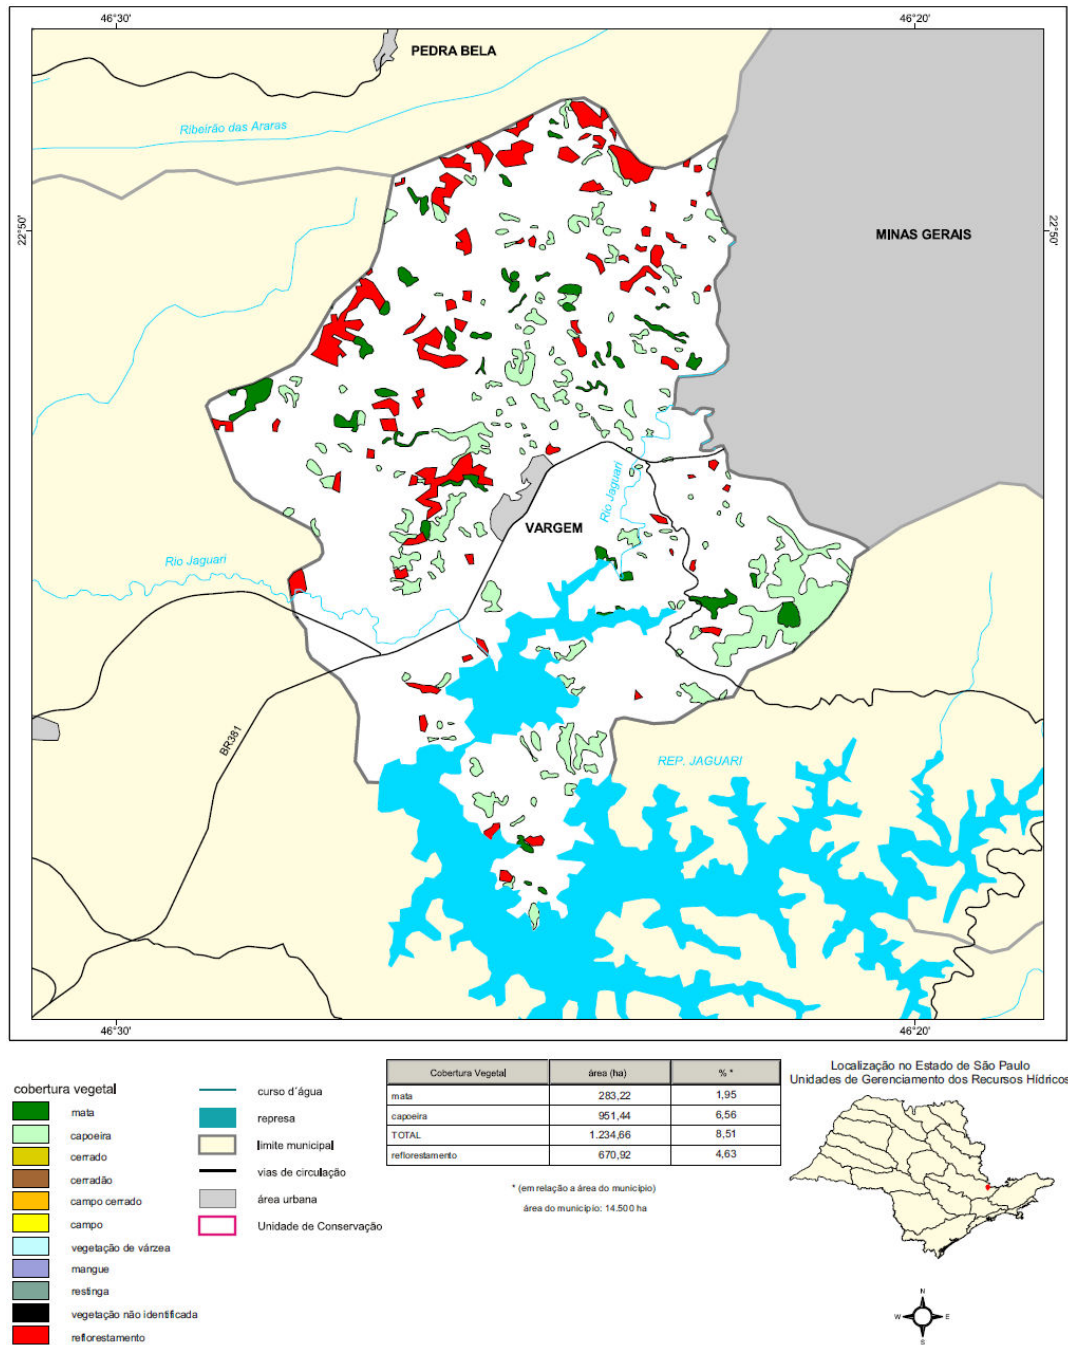 46°30'
46°20'
PEDRA BELA
Ribeirão das Araras
22°50'
22°50'
MINAS GERAIS
Rio Jaguari
VARGEM
Rio Jaguari
BR381
REP. JAGUARI
46°30'
46°20'
cobertura vegetal
mata
capoeira
cerrado
cerradão
campo cerrado
campo
vegetação de várzea
mangue
restinga
vegetação não identificada
reflorestamento
curso d´água
represa
limite municipal
vias de circulação
área urbana
Unidade de Conservação
Cobertura Vegetal área (ha) % *
mata 283,22 1,95
capoeira 951,44 6,56
TOTAL 1.234,66 8,51
reflorestamento 670,92 4,63
* (em relação a área do município)
área do município: 14.500 ha
Localização no Estado de São Paulo
Unidades de Gerenciamento dos Recursos Hídricos
N
W E
S